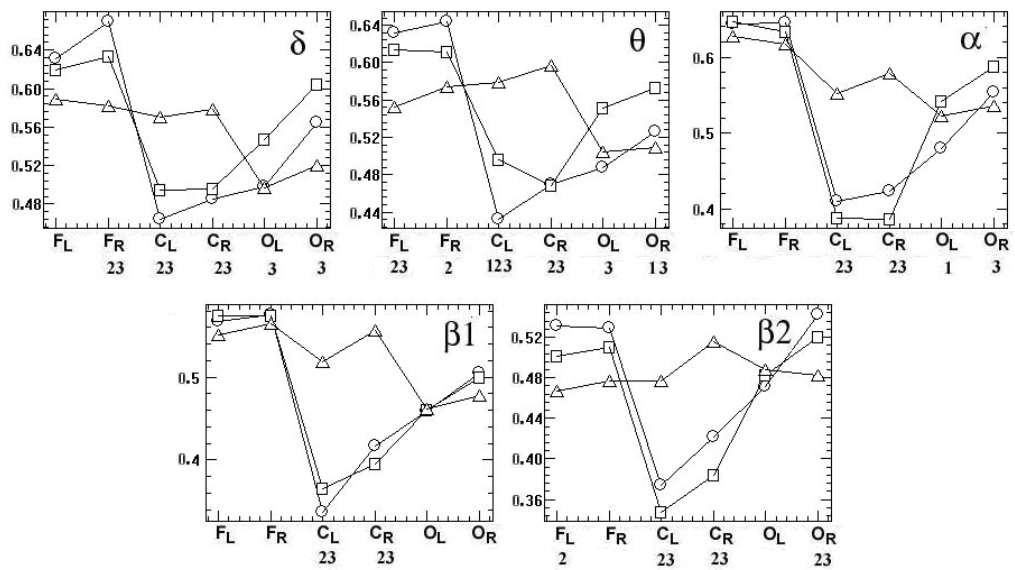 δ
0.64
0.60
0.56
0.52
0.48
F_L F_R C_L C_R O_L O_R
23 23 23 3 3
θ
0.64
0.60
0.56
0.52
0.48
0.44
F_L F_R C_L C_R O_L O_R
23 2 123 23 3 13
α
0.6
0.5
0.4
F_L F_R C_L C_R O_L O_R
23 23 1 3
β1
0.5
0.4
F_L F_R C_L C_R O_L O_R
23 23
β2
0.52
0.48
0.44
0.40
0.36
F_L F_R C_L C_R O_L O_R
2 23 23 23